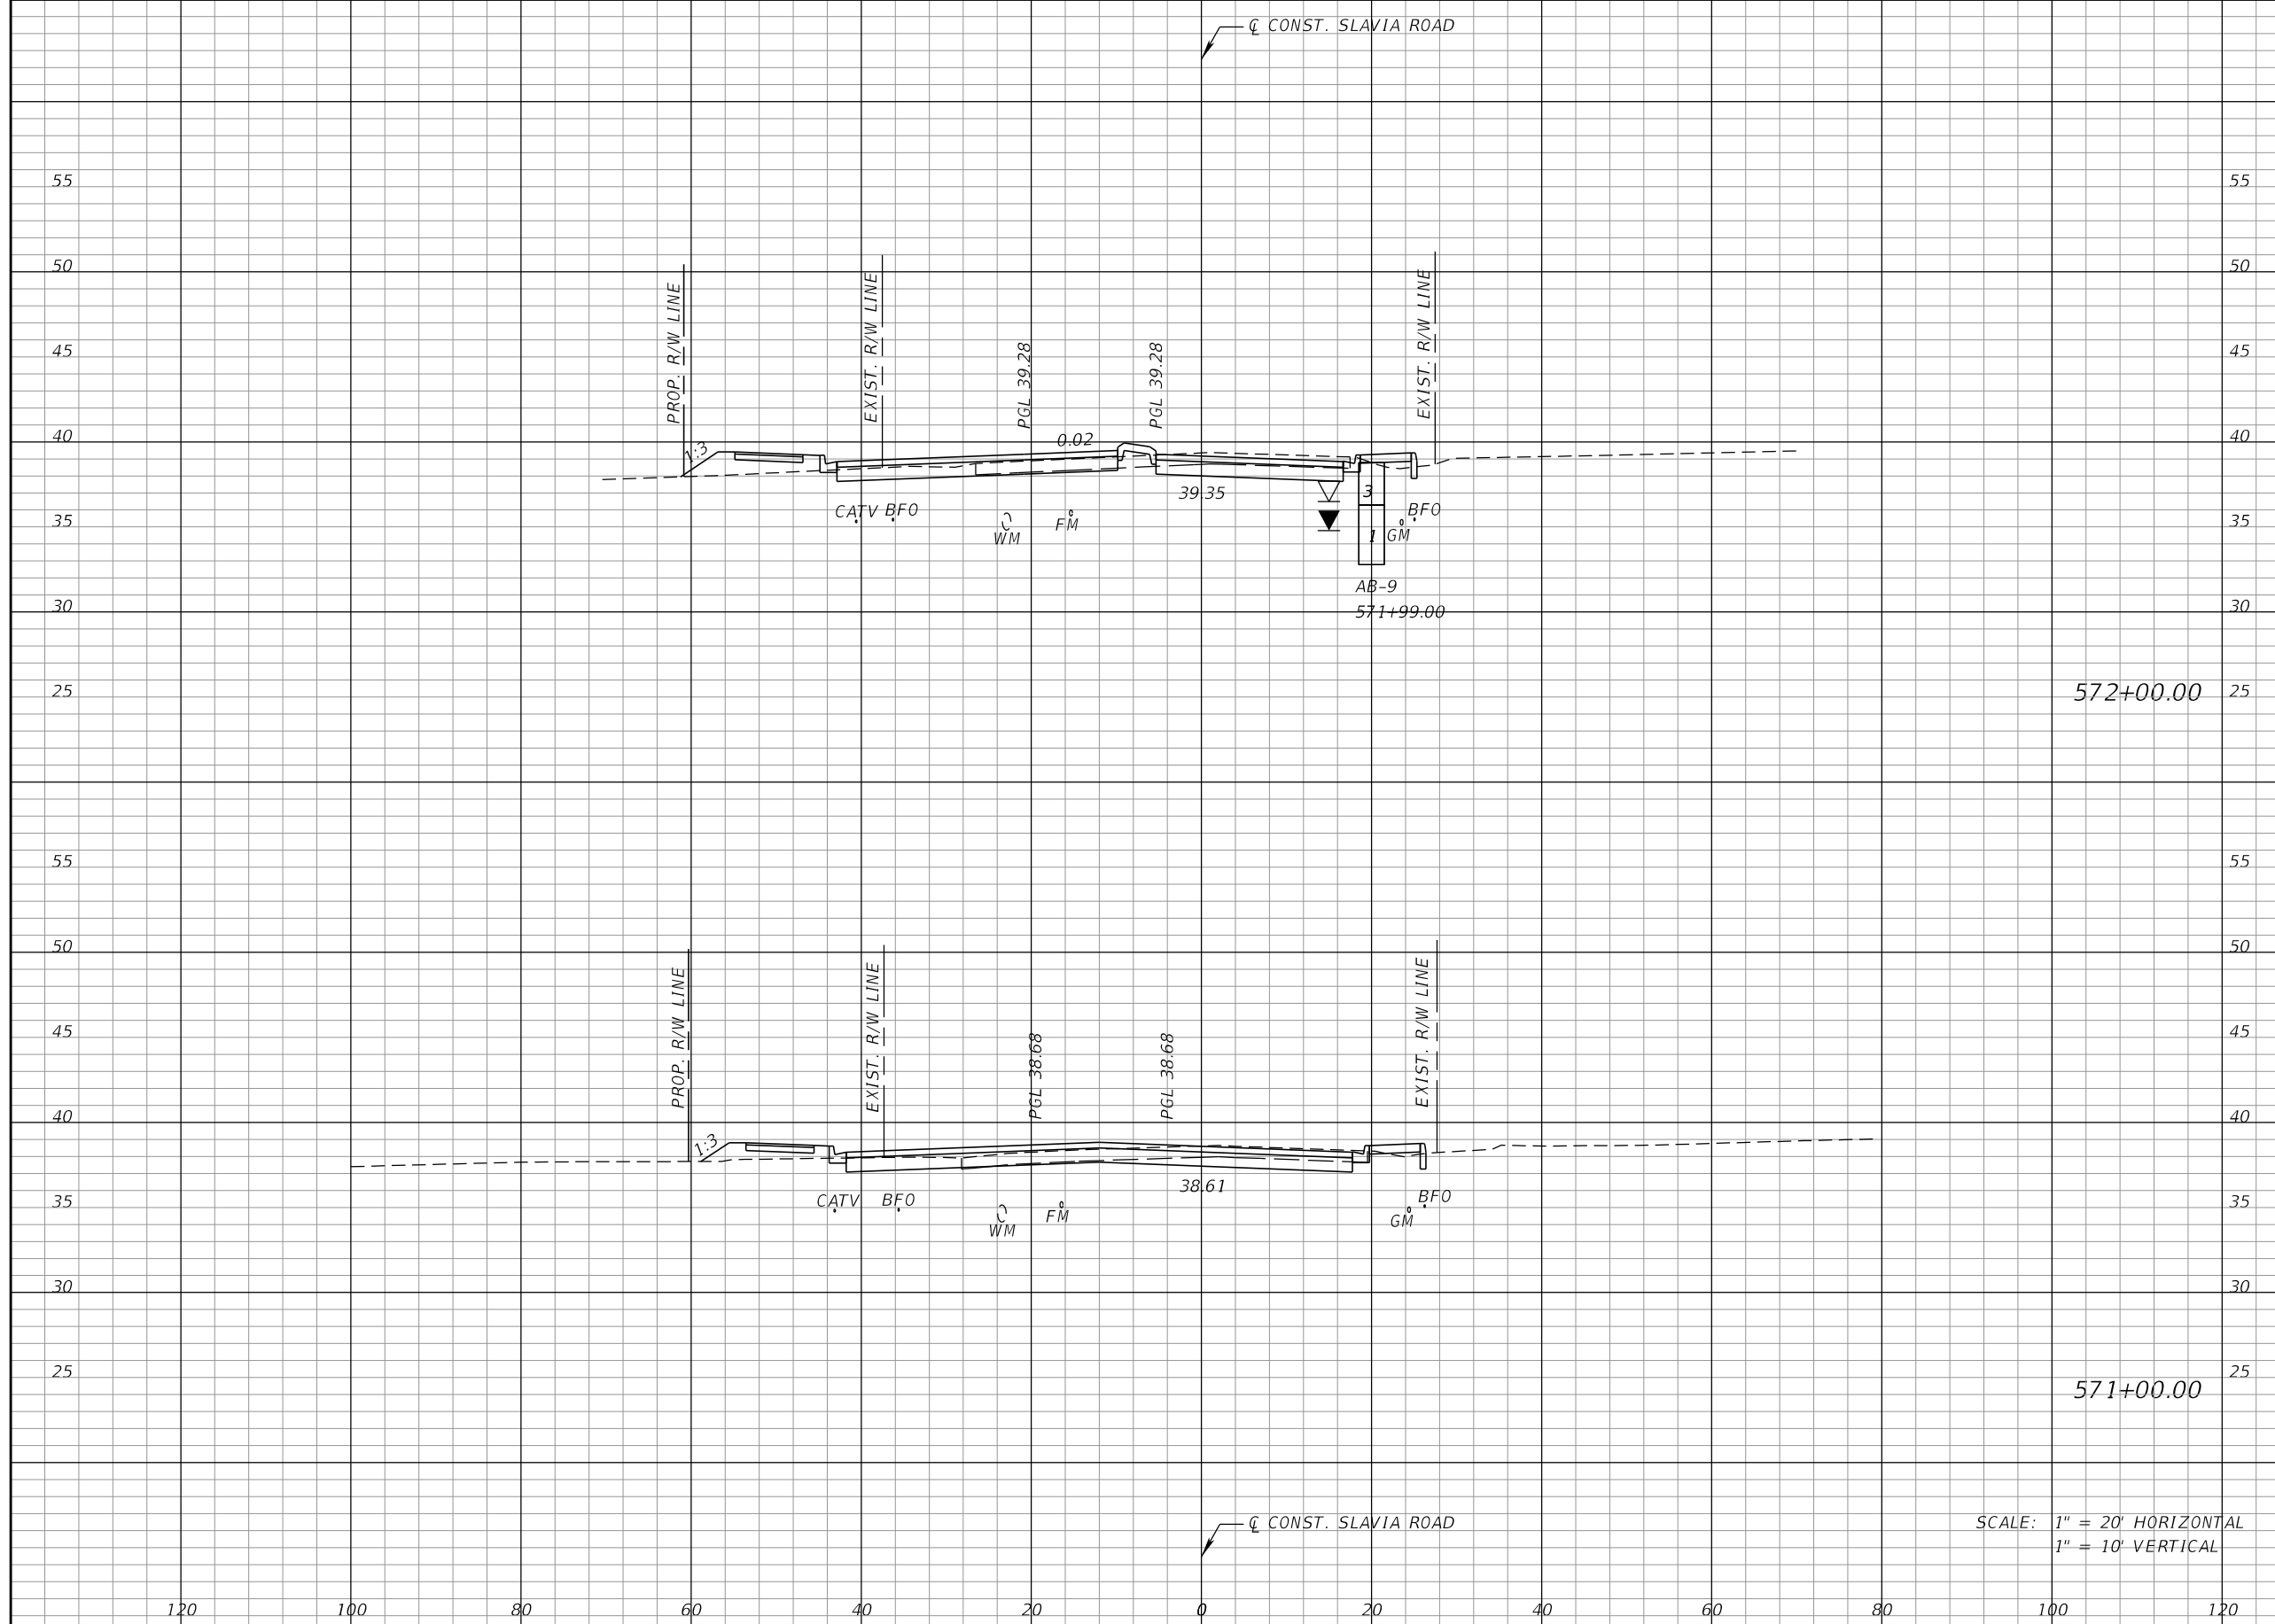 ℄ CONST. SLAVIA ROAD
55 55
50 50
PROP. R/W LINE
EXIST. R/W LINE
PGL 39.28
PGL 39.28
EXIST. R/W LINE
45 45
40 40
1:3
0.02
39.35
3
CATV BFO
WM
FM
BFO
1 GM
35 35
AB-9
571+99.00
30 30
25 572+00.00 25
55 55
50 50
PROP. R/W LINE
EXIST. R/W LINE
PGL 38.68
PGL 38.68
EXIST. R/W LINE
45 45
40 40
1:3
38.61
CATV BFO
WM
FM
BFO
GM
35 35
30 30
25 25
571+00.00
℄ CONST. SLAVIA ROAD
SCALE: 1" = 20' HORIZONTAL
1" = 10' VERTICAL
120 100 80 60 40 20 0 20 40 60 80 100 120